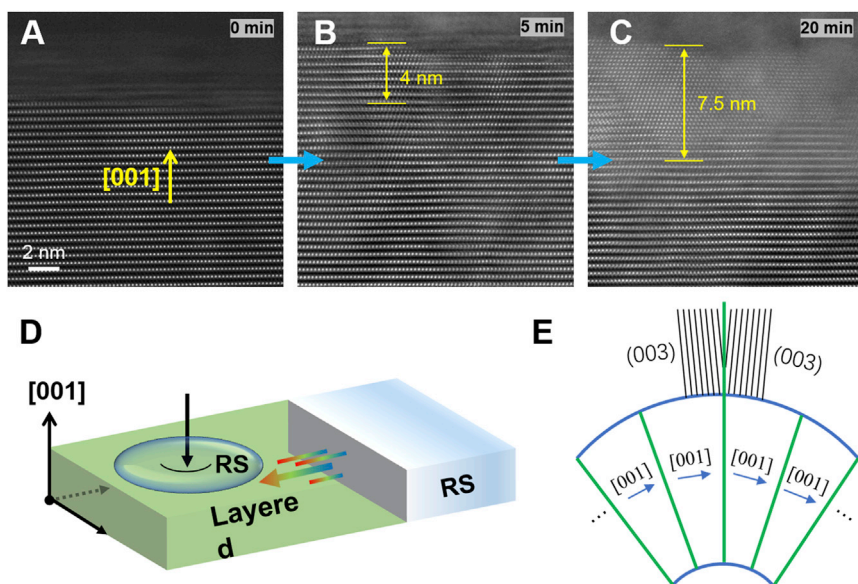 A
0 min
[001]
2 nm
B
5 min
4 nm
C
20 min
7.5 nm
D
[001]
RS
Layere
d
RS
E
(003)
(003)
[001]
[001]
[001]
[001]
...
...